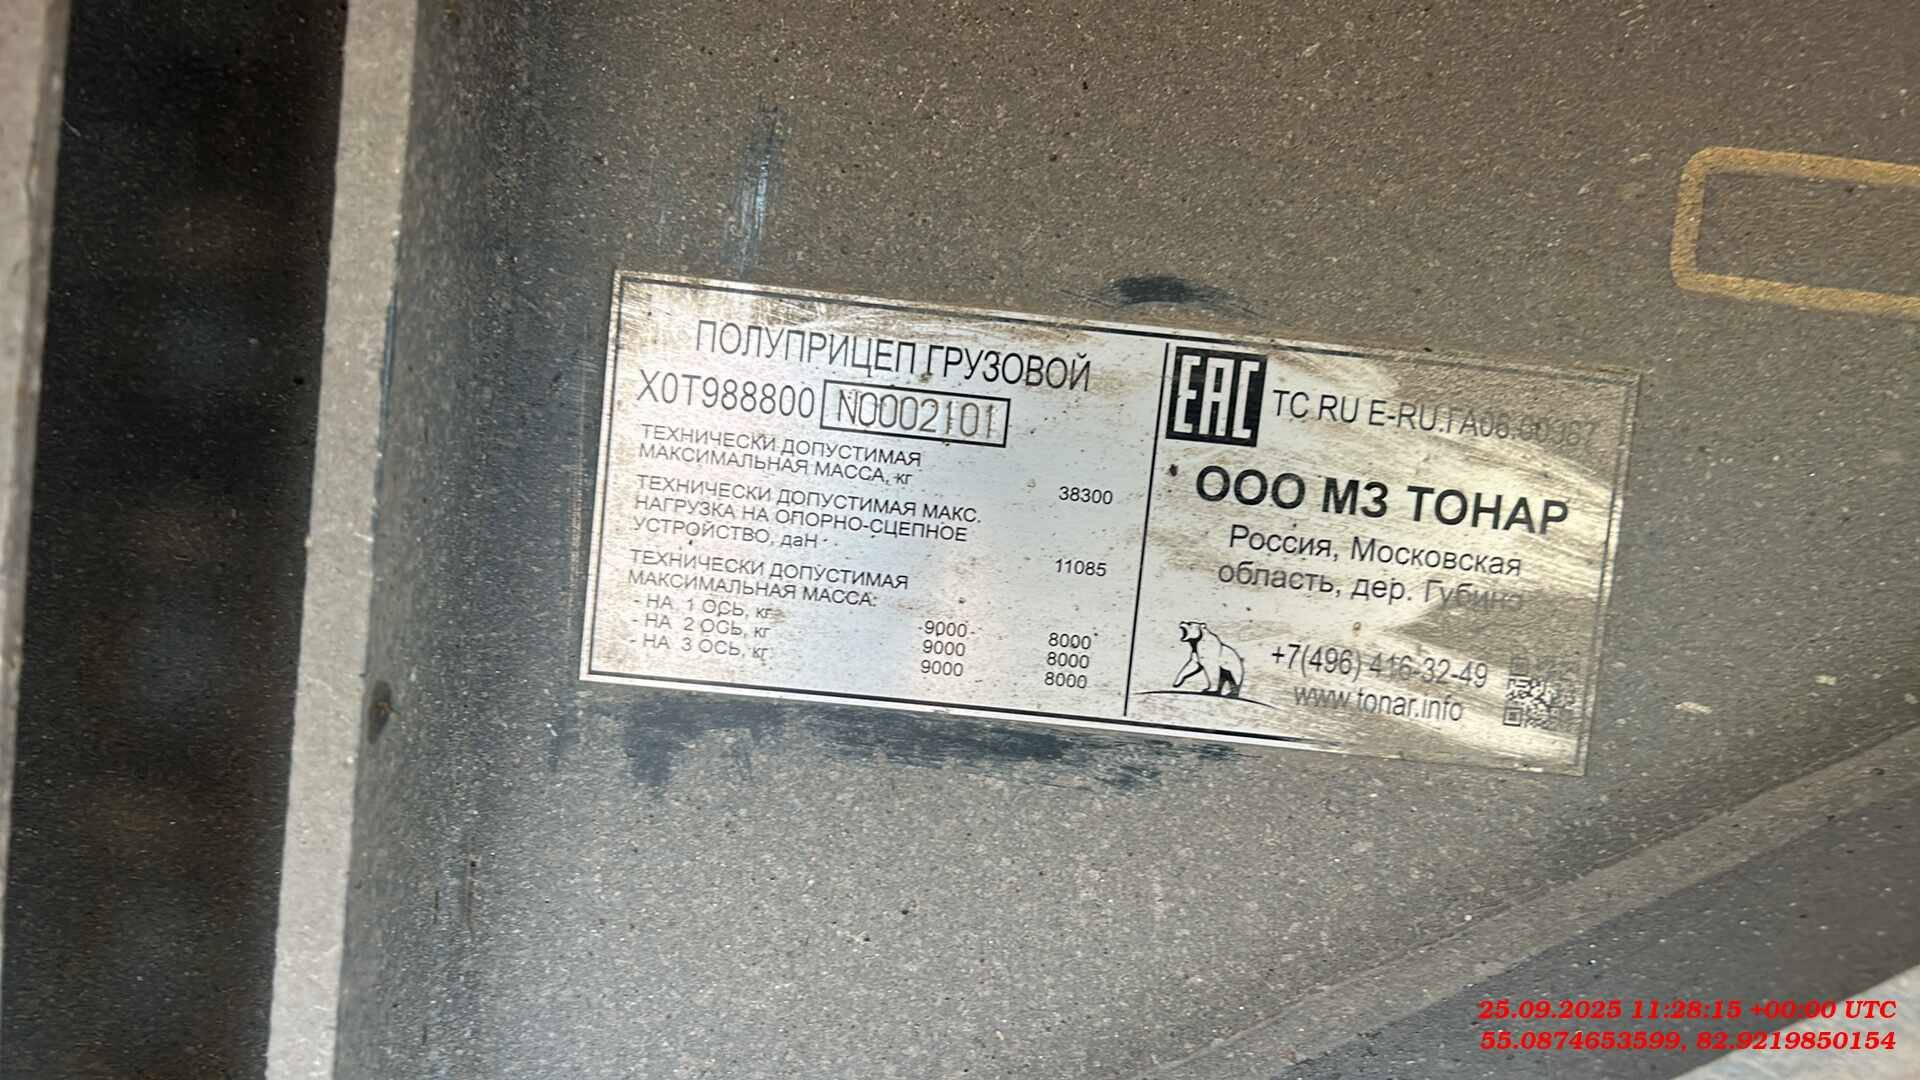 ПОЛУПРИЦЕП ГРУЗОВОЙ
X0T988800 N0002101
ТЕХНИЧЕСКИ ДОПУСТИМАЯ
МАКСИМАЛЬНАЯ МАССА, кг 38300
ТЕХНИЧЕСКИ ДОПУСТИМАЯ МАКС.
НАГРУЗКА НА ОПОРНО-СЦЕПНОЕ
УСТРОЙСТВО, даН 11085
ТЕХНИЧЕСКИ ДОПУСТИМАЯ
МАКСИМАЛЬНАЯ МАССА:
- НА 1 ОСЬ, кг 9000 8000
- НА 2 ОСЬ, кг 9000 8000
- НА 3 ОСЬ, кг 9000 8000
EAC TC RU E-RU.ГА06.00367
ООО МЗ ТОНАР
Россия, Московская
область, дер. Губино
+7(496) 416-32-49
www.tonar.info
25.09.2025 11:28:15 +00:00 UTC
55.0874653599, 82.9219850154